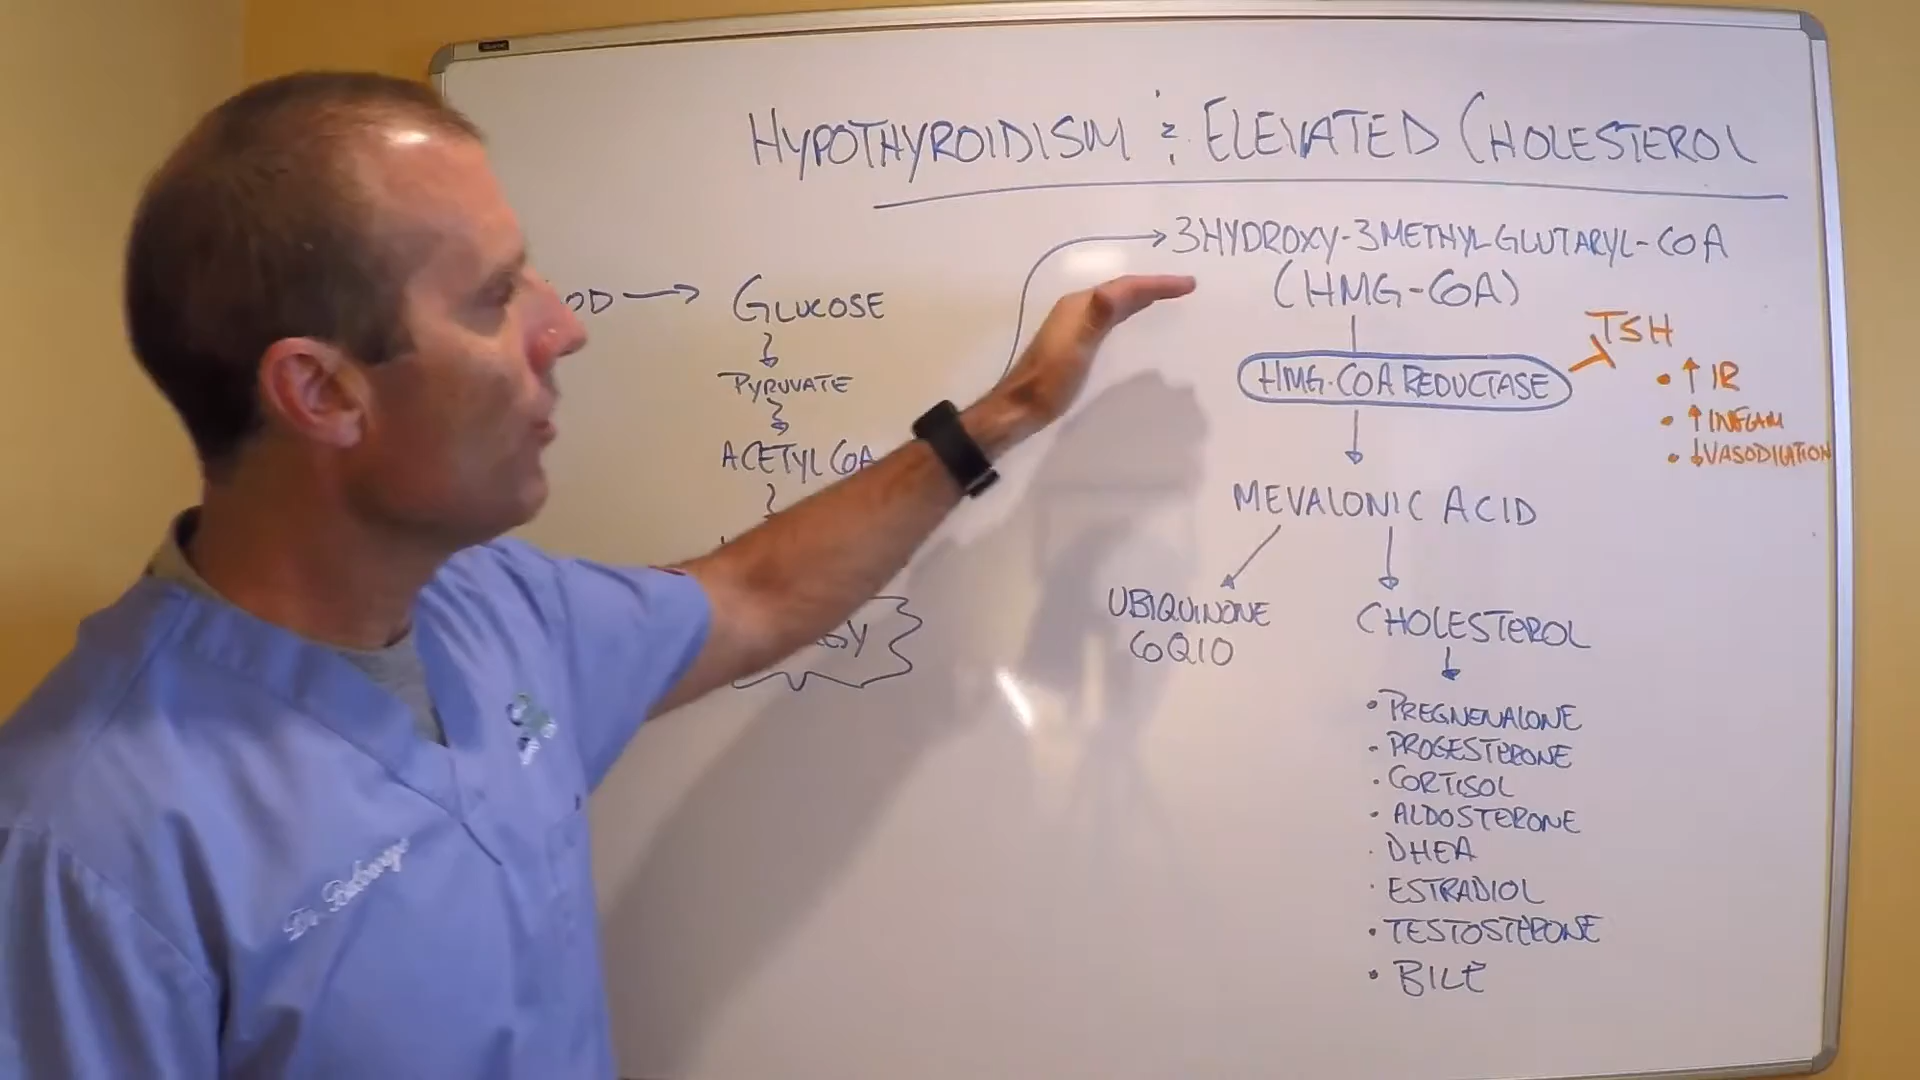 HYPOTHYROIDISM & ELEVATED CHOLESTEROL
3HYDROXY-3METHYLGLUTARYL-COA
(HMG-COA)
GLUCOSE
PYRUVATE
ACETYL COA
HMG-COA REDUCTASE
TSH
• ↑ IR
• ↑ INFLAM
• ↓ VASODILATION
MEVALONIC ACID
UBIQUINONE
COQ10
CHOLESTEROL
• PREGNENALONE
• PROGESTERONE
• CORTISOL
• ALDOSTERONE
• DHEA
• ESTRADIOL
• TESTOSTERONE
• BILE